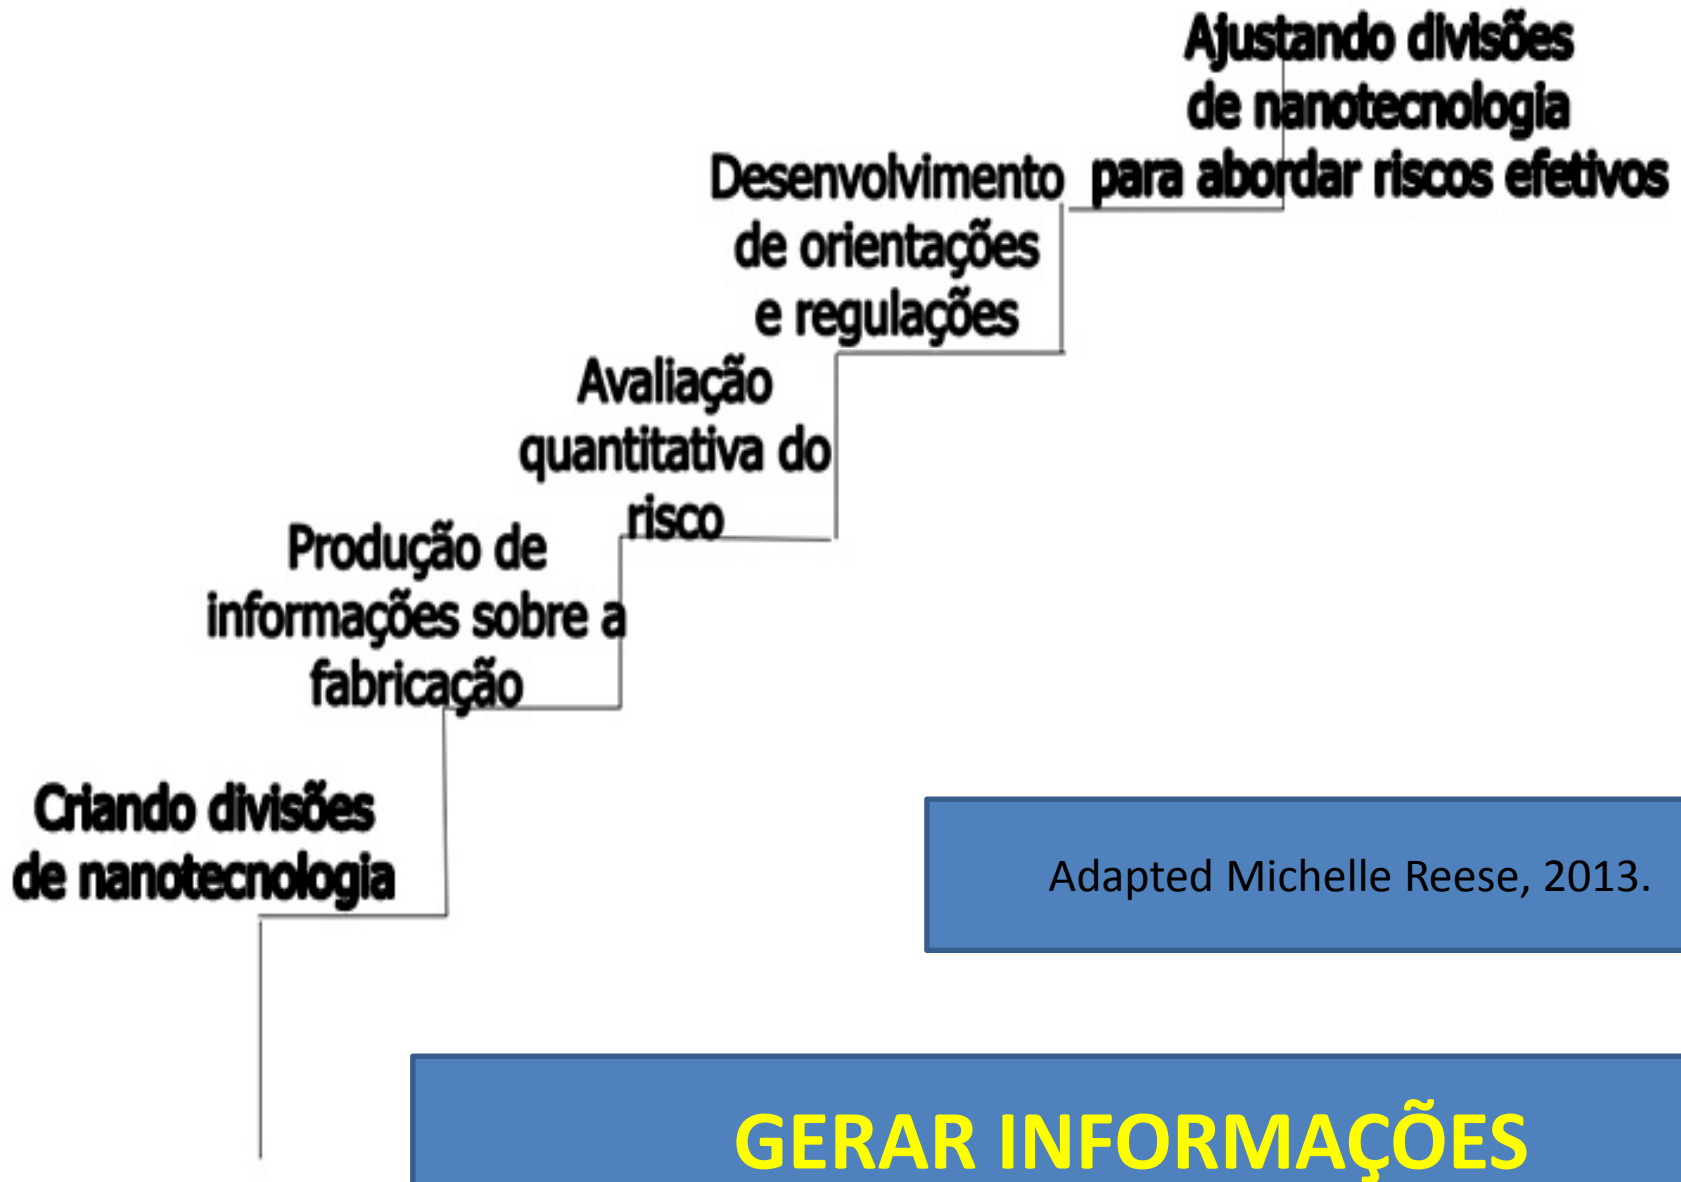 Ajustando divisões
de nanotecnologia
para abordar riscos efetivos
Desenvolvimento
de orientações
e regulações
Avaliação
quantitativa do
risco
Produção de
informações sobre a
fabricação
Criando divisões
de nanotecnologia
Adapted Michelle Reese, 2013.
GERAR INFORMAÇÕES